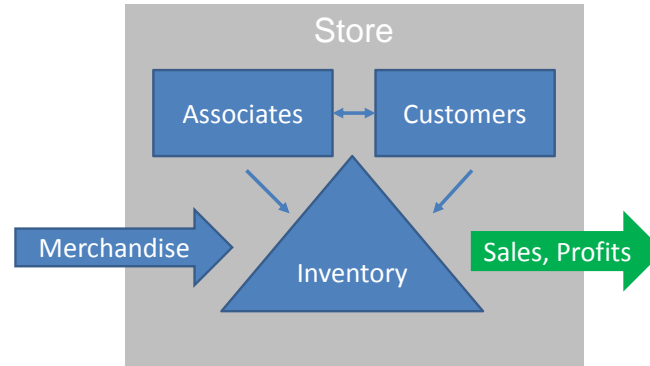 Store
Associates
Customers
Merchandise
Inventory
Sales, Profits